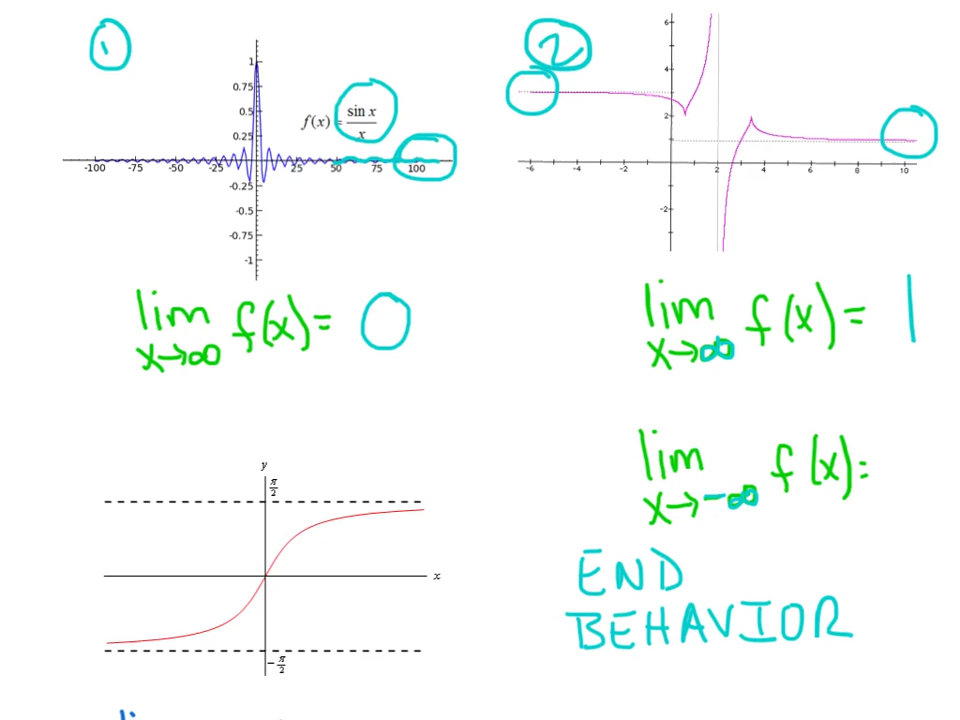 1
1
0.75
0.5
0.25
f(x) = sin x / x
-100 -75 -50 -25 25 50 75 100
-0.25
-0.5
-0.75
-1
lim x→∞ f(x) = 0
2
6
4
2
-6 -4 -2 2 4 6 8 10
-2
lim x→∞ f(x) = 1
lim x→-∞ f(x) =
END
BEHAVIOR
y
π/2
x
-π/2